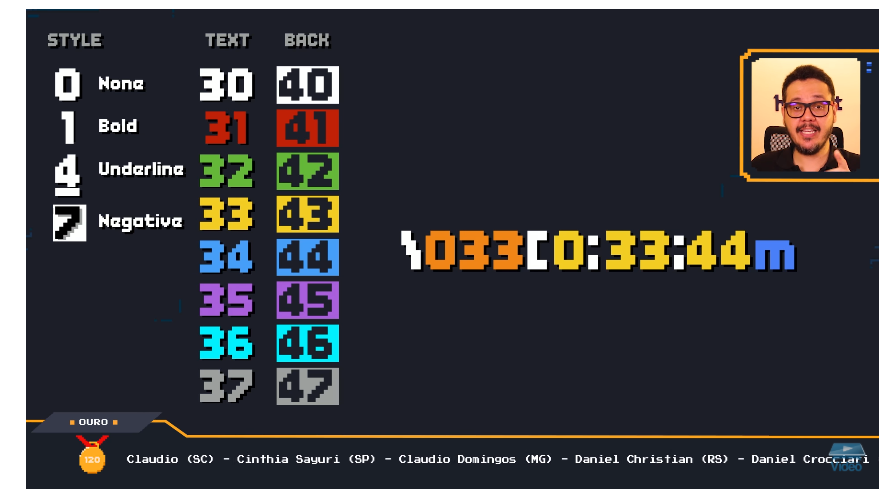 STYLE TEXT BACK
0 None 30 40
1 Bold 31 41
4 Underline 32 42
7 Negative 33 43
34 44
35 45
36 46
37 47
\033[0:33:44m
OURO
120
Claudio (SC) - Cinthia Sayuri (SP) - Claudio Domingos (MG) - Daniel Christian (RS) - Daniel Crocciari
Video